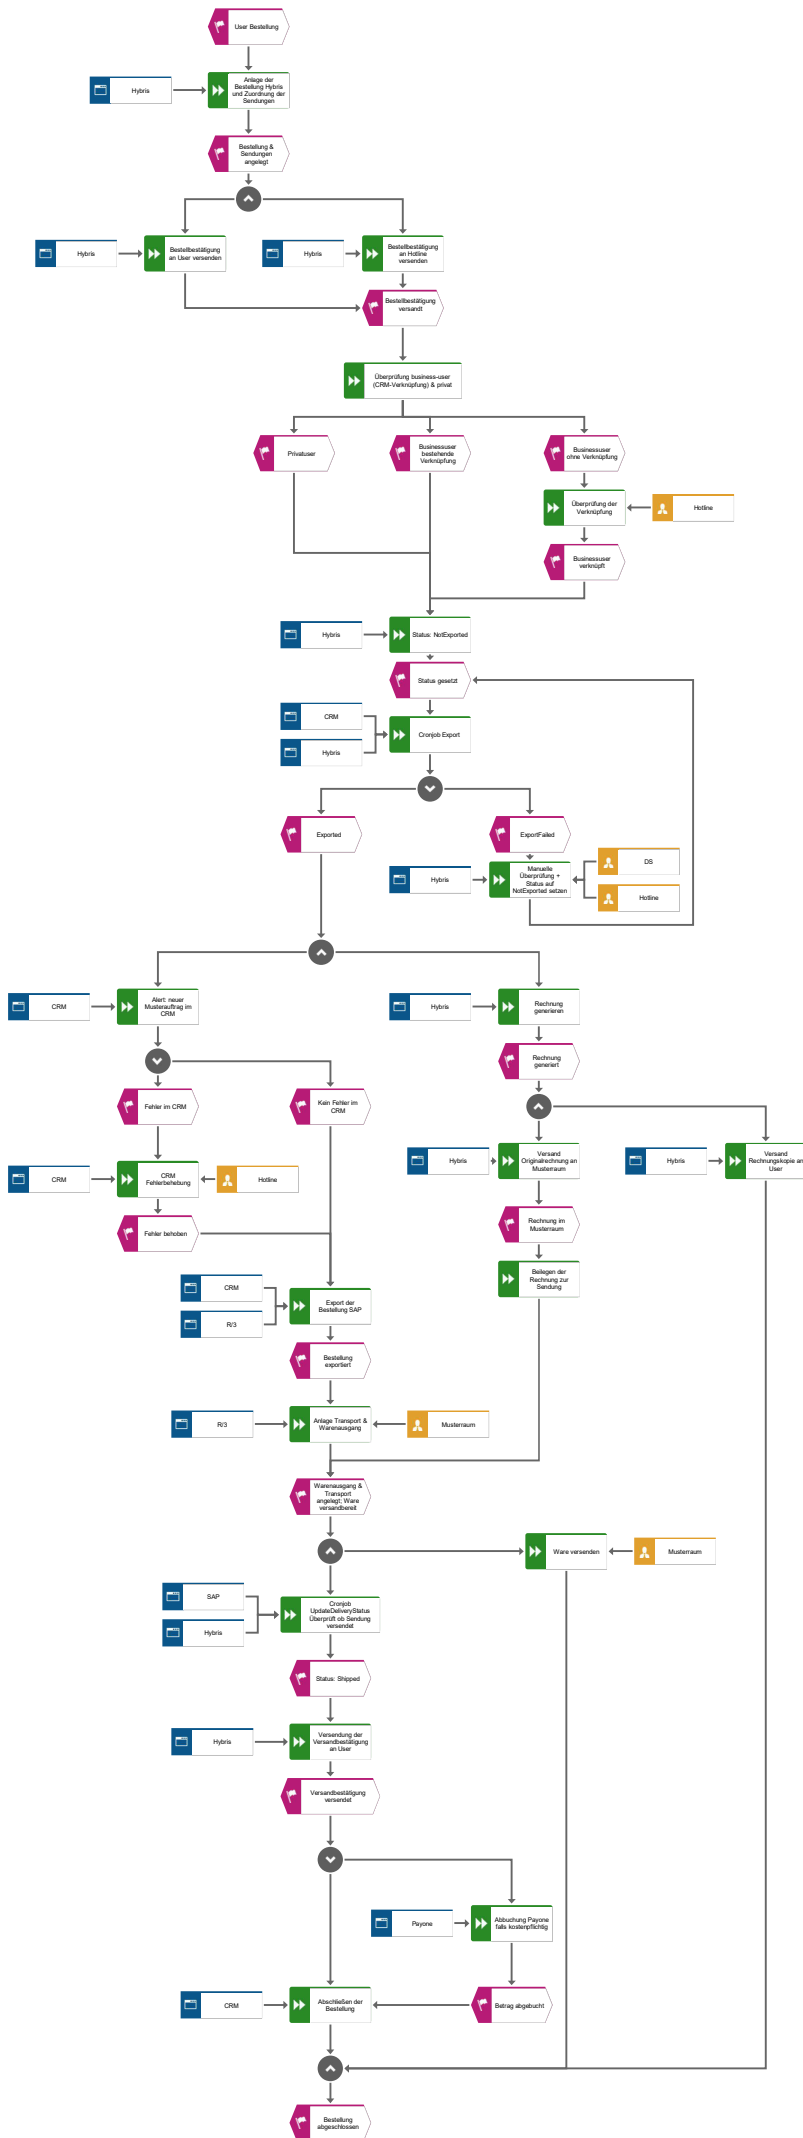 User Bestellung
Hybris
Anlage der
Bestellung Hybris
und Zuordnung der
Sendungen
Bestellung &
Sendungen
angelegt
Hybris
Bestellbestätigung
an User versenden
Hybris
Bestellbestätigung
an Hotline
versenden
Bestellbestätigung
versandt
Überprüfung business-user
(CRM-Verknüpfung) & privat
Privatuser
Businessuser
bestehende
Verknüpfung
Businessuser
ohne Verknüpfung
Überprüfung der
Verknüpfung
Hotline
Businessuser
verknüpft
Hybris
Status: NotExported
Status gesetzt
CRM
Cronjob Export
Hybris
Exported
ExportFailed
Hybris
Manuelle
Überprüfung +
Status auf
NotExported setzen
DS
Hotline
CRM
Alert: neuer
Musterauftrag im
CRM
Hybris
Rechnung
generieren
Rechnung
generiert
Fehler im CRM
Kein Fehler im
CRM
Hybris
Versand
Originalrechnung an
Musterraum
Hybris
Versand
Rechnungskopie an
User
CRM
CRM
Fehlerbehebung
Hotline
Fehler behoben
Rechnung im
Musterraum
Beilegen der
Rechnung zur
Sendung
CRM
R/3
Export der
Bestellung SAP
Bestellung
exportiert
R/3
Anlage Transport &
Warenausgang
Musterraum
Warenausgang &
Transport
angelegt; Ware
versandbereit
Ware versenden
Musterraum
SAP
Hybris
Cronjob
UpdateDeliveryStatus
Überprüft ob Sendung
versendet
Status: Shipped
Hybris
Versendung der
Versandbestätigung
an User
Versandbestätigung
versendet
Payone
Abbuchung Payone
falls kostenpflichtig
CRM
Abschließen der
Bestellung
Betrag abgebucht
Bestellung
abgeschlossen